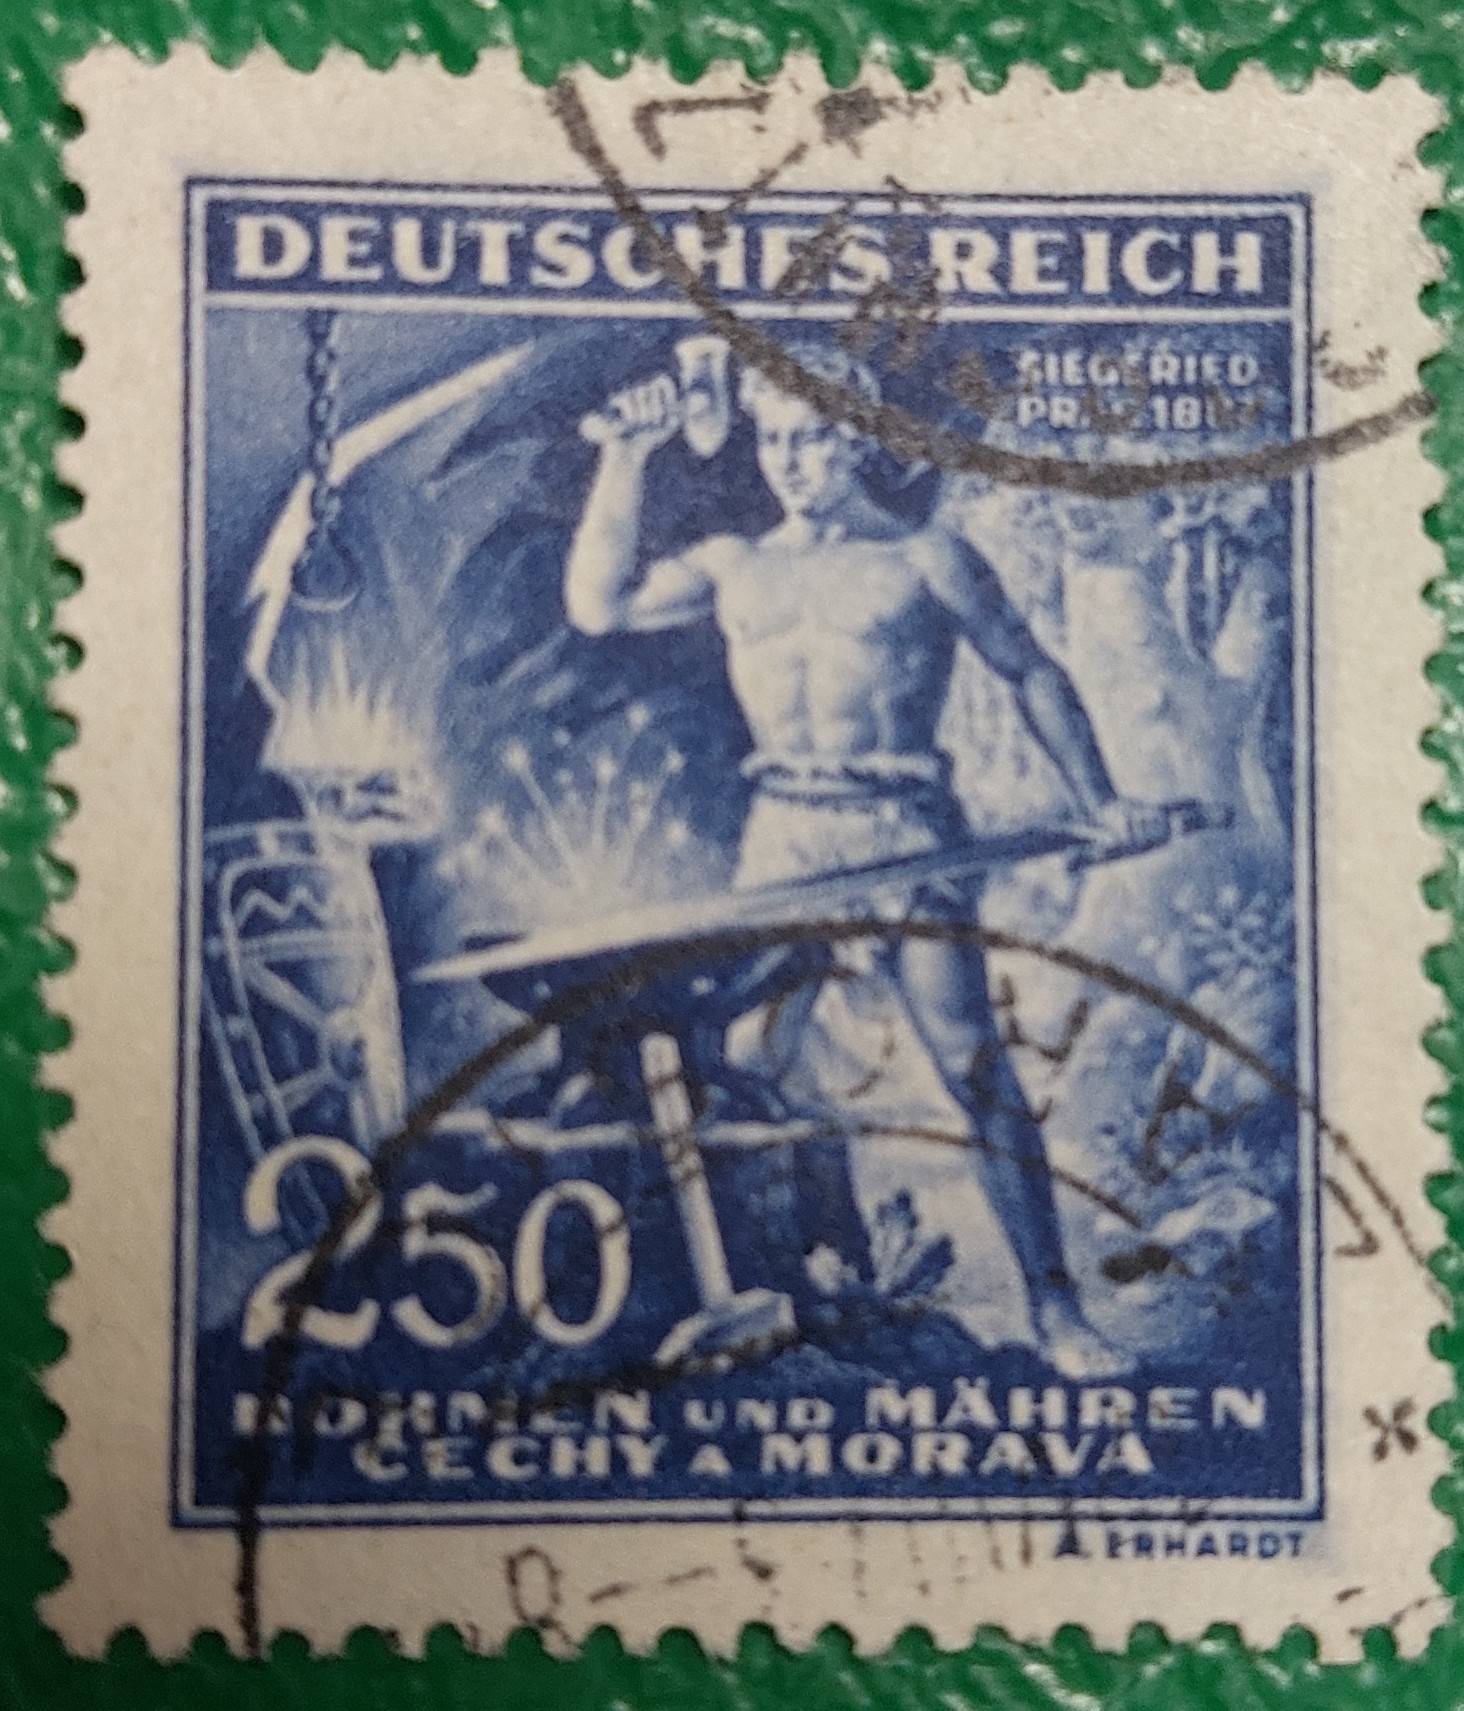 DEUTSCHES REICH
SIEGFRIED
250
BÖHMEN UND MÄHREN
ČECHY A MORAVA
A. ERHARDT